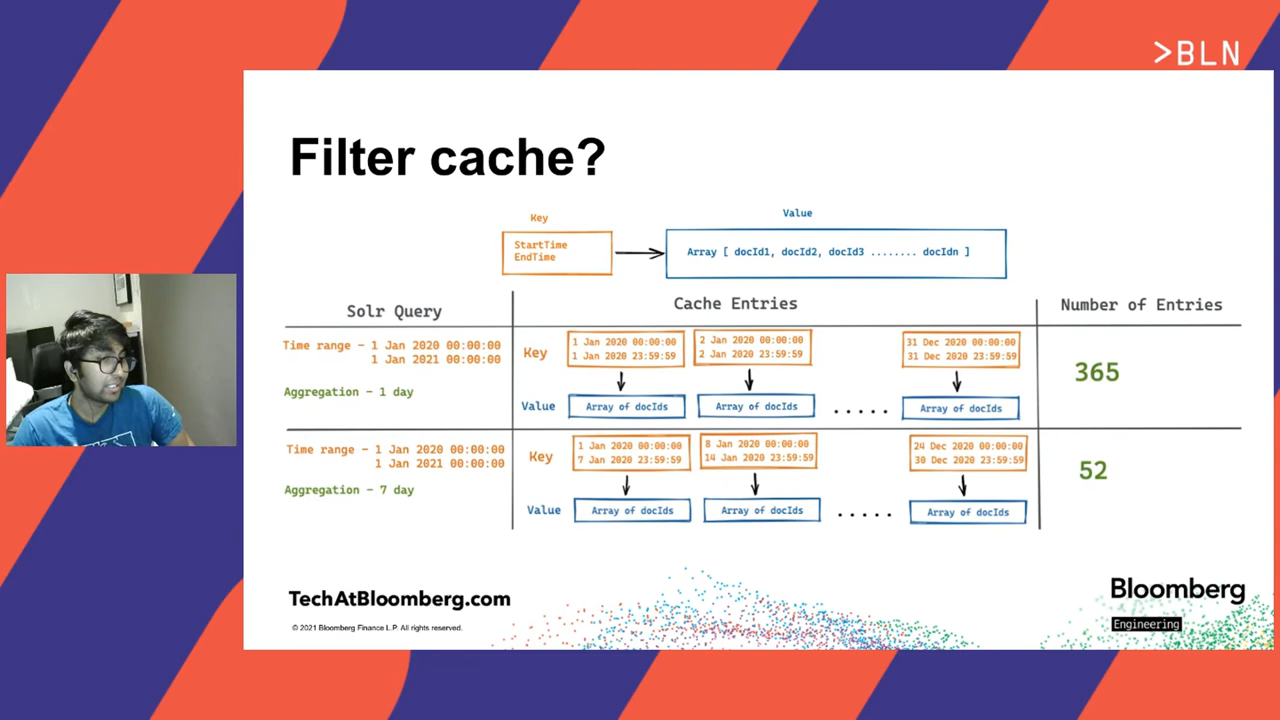 >BLN
Filter cache?
Key
Value
StartTime
EndTime
Array [ docId1, docId2, docId3 ........ docIdn ]
Solr Query
Cache Entries
Number of Entries
Time range - 1 Jan 2020 00:00:00
1 Jan 2021 00:00:00
Aggregation - 1 day
Key
1 Jan 2020 00:00:00
1 Jan 2020 23:59:59
2 Jan 2020 00:00:00
2 Jan 2020 23:59:59
31 Dec 2020 00:00:00
31 Dec 2020 23:59:59
365
Value
Array of docIds
Array of docIds
.....
Array of docIds
Time range - 1 Jan 2020 00:00:00
1 Jan 2021 00:00:00
Aggregation - 7 day
Key
1 Jan 2020 00:00:00
7 Jan 2020 23:59:59
8 Jan 2020 00:00:00
14 Jan 2020 23:59:59
24 Dec 2020 00:00:00
30 Dec 2020 23:59:59
52
Value
Array of docIds
Array of docIds
.....
Array of docIds
TechAtBloomberg.com
© 2021 Bloomberg Finance L.P. All rights reserved.
Bloomberg
Engineering